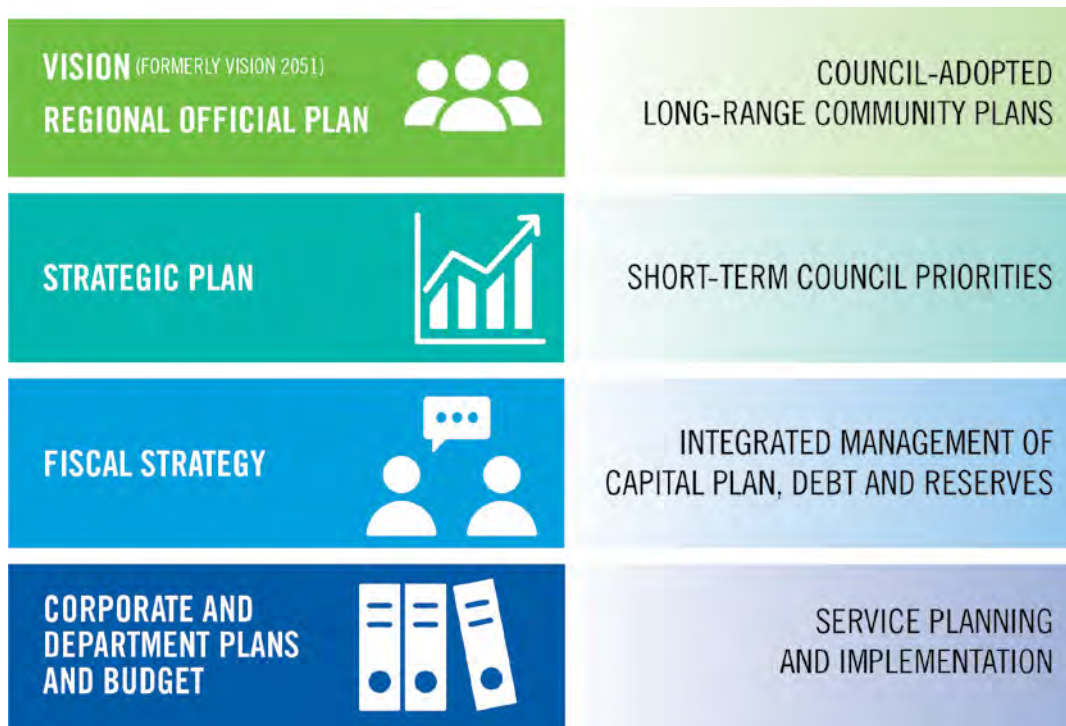 VISION (FORMERLY VISION 2051)
REGIONAL OFFICIAL PLAN
COUNCIL-ADOPTED
LONG-RANGE COMMUNITY PLANS
STRATEGIC PLAN
SHORT-TERM COUNCIL PRIORITIES
FISCAL STRATEGY
INTEGRATED MANAGEMENT OF
CAPITAL PLAN, DEBT AND RESERVES
CORPORATE AND
DEPARTMENT PLANS
AND BUDGET
SERVICE PLANNING
AND IMPLEMENTATION